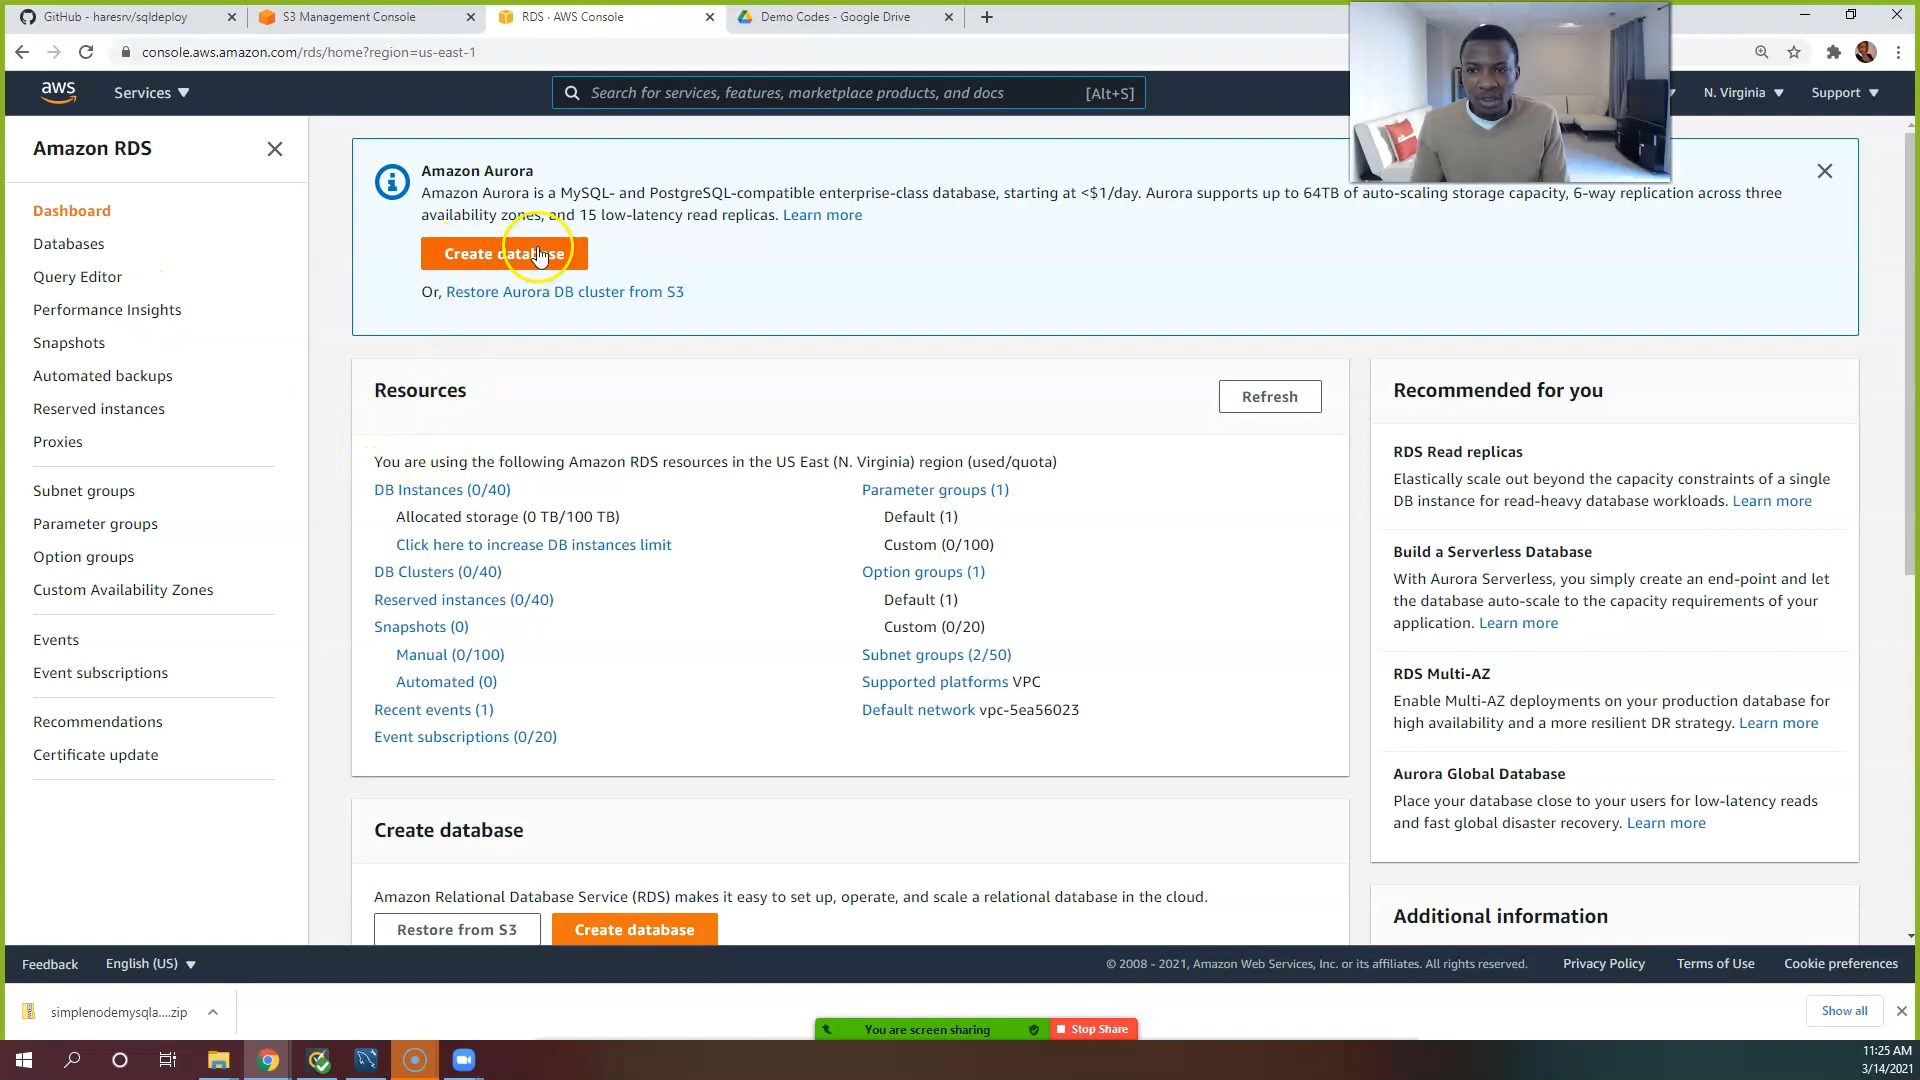 GitHub - haresrv/sqldeploy
S3 Management Console
RDS · AWS Console
Demo Codes - Google Drive
console.aws.amazon.com/rds/home?region=us-east-1
aws
Services
Search for services, features, marketplace products, and docs
[Alt+S]
N. Virginia
Support
Amazon RDS
Dashboard
Databases
Query Editor
Performance Insights
Snapshots
Automated backups
Reserved instances
Proxies
Subnet groups
Parameter groups
Option groups
Custom Availability Zones
Events
Event subscriptions
Recommendations
Certificate update
Amazon Aurora
Amazon Aurora is a MySQL- and PostgreSQL-compatible enterprise-class database, starting at <$1/day. Aurora supports up to 64TB of auto-scaling storage capacity, 6-way replication across three
availability zones, and 15 low-latency read replicas. Learn more
Create database
Or, Restore Aurora DB cluster from S3
Resources
Refresh
You are using the following Amazon RDS resources in the US East (N. Virginia) region (used/quota)
DB Instances (0/40)
Allocated storage (0 TB/100 TB)
Click here to increase DB instances limit
DB Clusters (0/40)
Reserved instances (0/40)
Snapshots (0)
Manual (0/100)
Automated (0)
Recent events (1)
Event subscriptions (0/20)
Parameter groups (1)
Default (1)
Custom (0/100)
Option groups (1)
Default (1)
Custom (0/20)
Subnet groups (2/50)
Supported platforms VPC
Default network vpc-5ea56023
Create database
Amazon Relational Database Service (RDS) makes it easy to set up, operate, and scale a relational database in the cloud.
Restore from S3
Create database
Recommended for you
RDS Read replicas
Elastically scale out beyond the capacity constraints of a single
DB instance for read-heavy database workloads. Learn more
Build a Serverless Database
With Aurora Serverless, you simply create an end-point and let
the database auto-scale to the capacity requirements of your
application. Learn more
RDS Multi-AZ
Enable Multi-AZ deployments on your production database for
high availability and a more resilient DR strategy. Learn more
Aurora Global Database
Place your database close to your users for low-latency reads
and fast global disaster recovery. Learn more
Additional information
Feedback
English (US)
© 2008 - 2021, Amazon Web Services, Inc. or its affiliates. All rights reserved.
Privacy Policy
Terms of Use
Cookie preferences
simplenodemysqla....zip
Show all
You are screen sharing
Stop Share
11:25 AM
3/14/2021